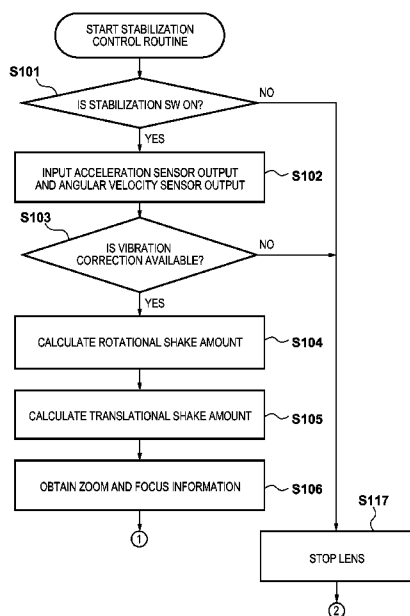 START STABILIZATION
CONTROL ROUTINE
S101
IS STABILIZATION SW ON?
NO
YES
INPUT ACCELERATION SENSOR OUTPUT
AND ANGULAR VELOCITY SENSOR OUTPUT
S102
S103
IS VIBRATION
CORRECTION AVAILABLE?
NO
YES
CALCULATE ROTATIONAL SHAKE AMOUNT
S104
CALCULATE TRANSLATIONAL SHAKE AMOUNT
S105
OBTAIN ZOOM AND FOCUS INFORMATION
S106
1
S117
STOP LENS
2